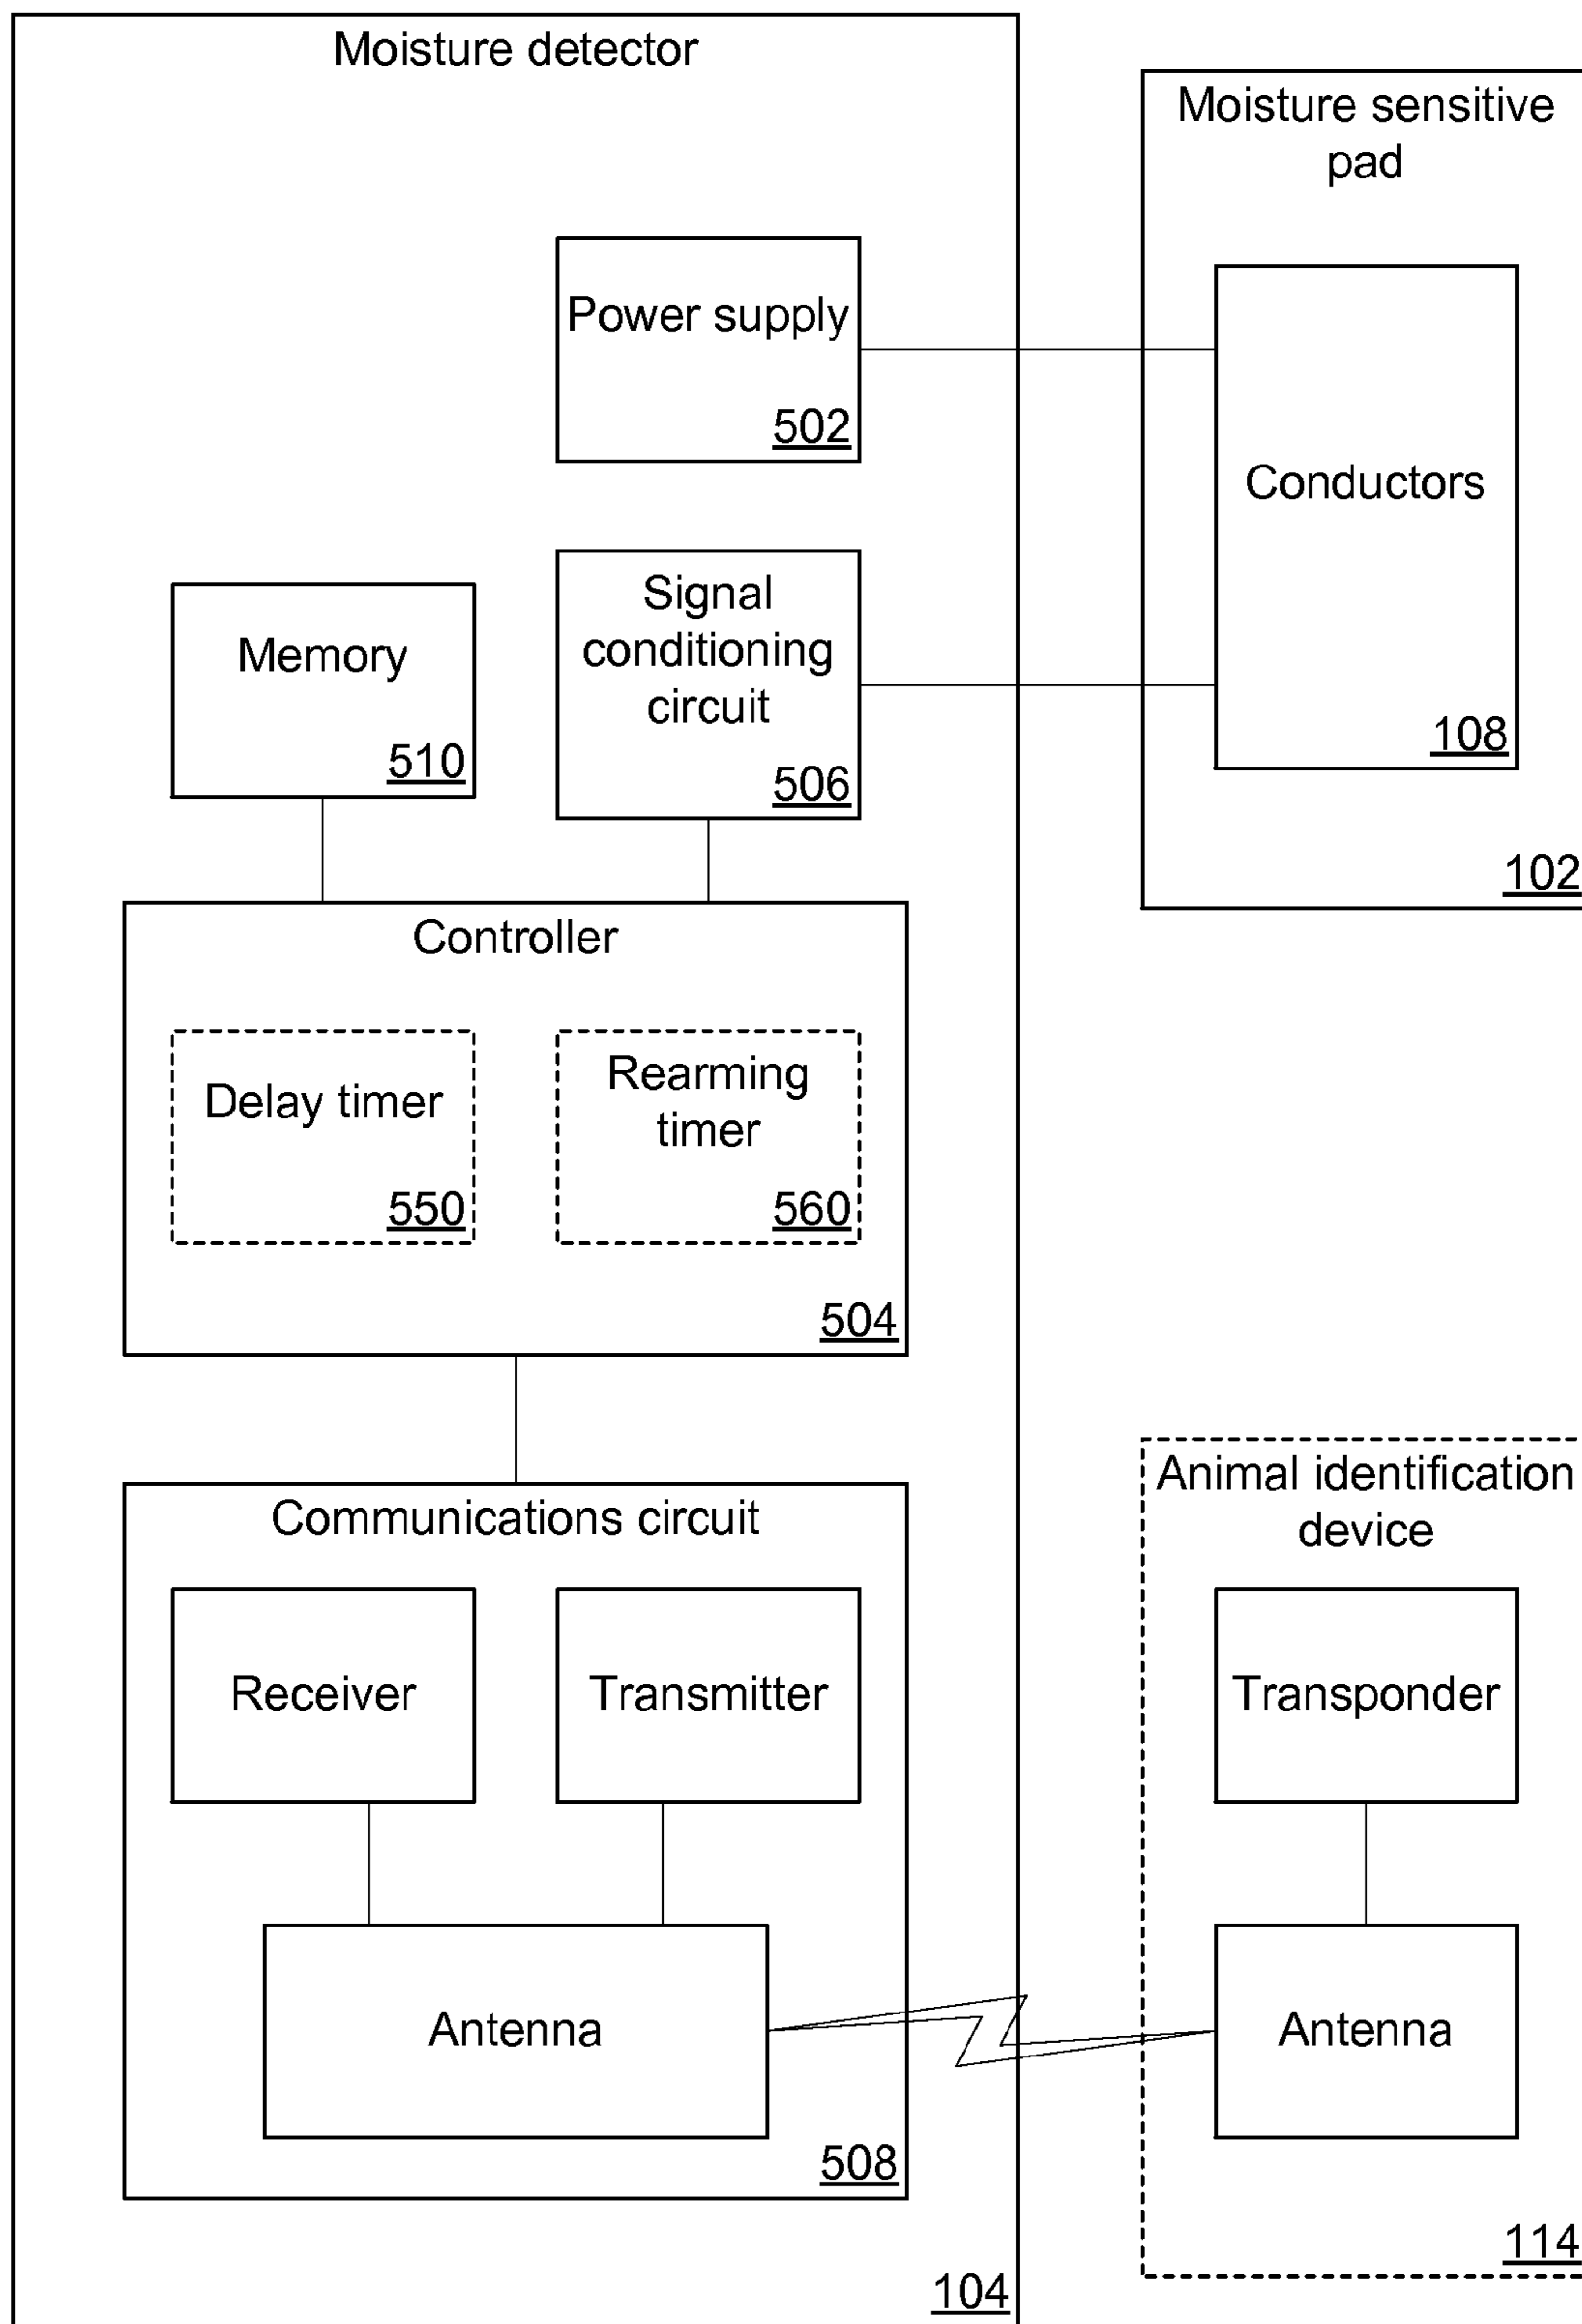 Moisture detector
Moisture sensitive
pad
Power supply
502
Conductors
108
Signal
conditioning
circuit
506
Memory
510
102
Controller
Delay timer
550
Rearming
timer
560
504
Communications circuit
Receiver
Transmitter
Antenna
508
104
Animal identification
device
Transponder
Antenna
114